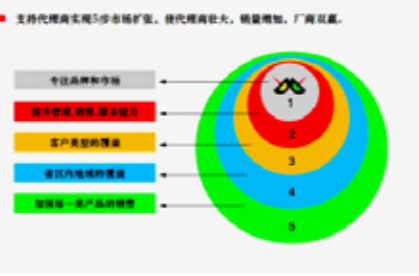 支持代理商实现5步市场扩张，使代理商壮大，销量增加，厂商双赢。
专注品牌和市场
提升管理,销售,服务能力
客户类型的覆盖
省区内地域的覆盖
加强每一类产品的销售
1
2
3
4
5